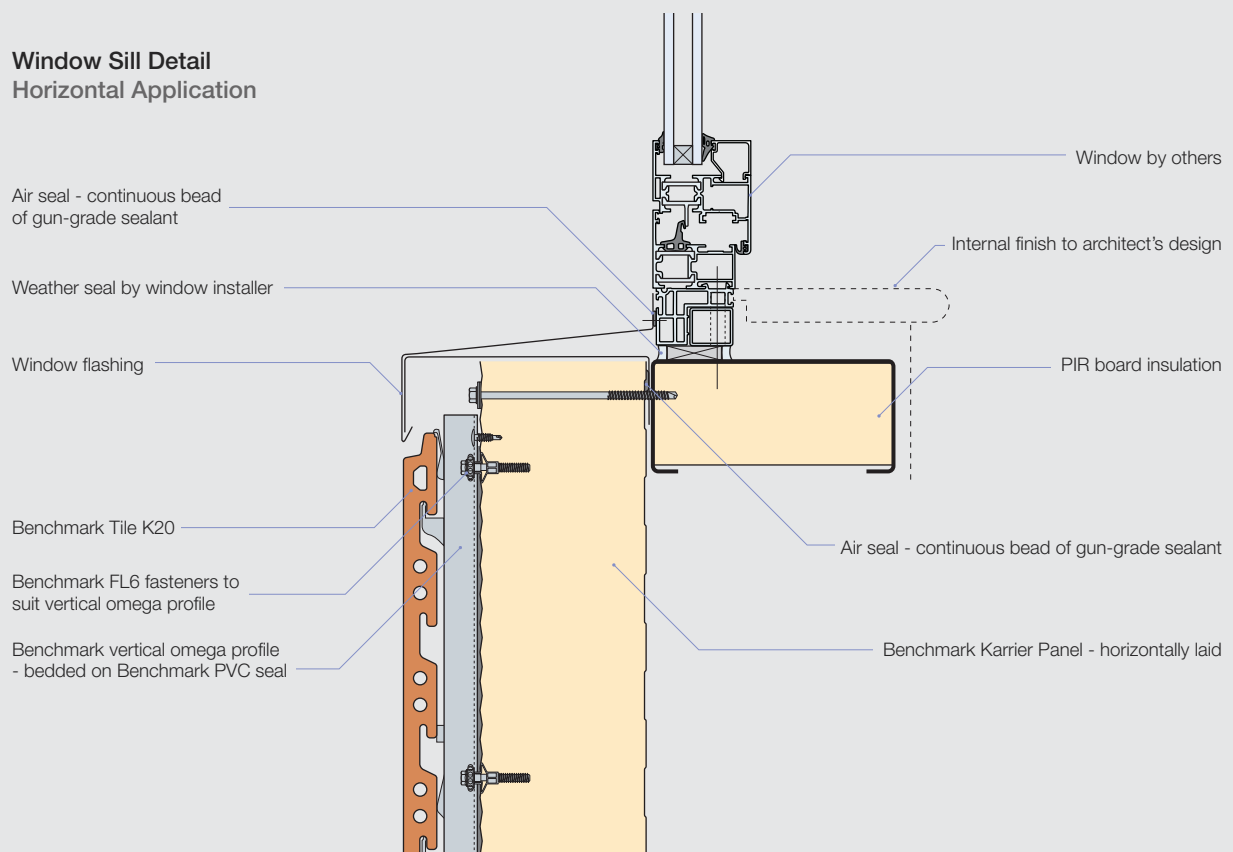 Window Sill Detail
Horizontal Application
Air seal - continuous bead
of gun-grade sealant
Weather seal by window installer
Window flashing
Benchmark Tile K20
Benchmark FL6 fasteners to
suit vertical omega profile
Benchmark vertical omega profile
- bedded on Benchmark PVC seal
Window by others
Internal finish to architect's design
PIR board insulation
Air seal - continuous bead of gun-grade sealant
Benchmark Karrier Panel - horizontally laid